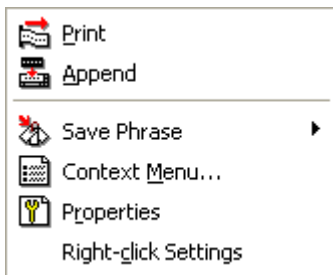 Print
Append
Save Phrase
Context Menu...
Properties
Right-click Settings